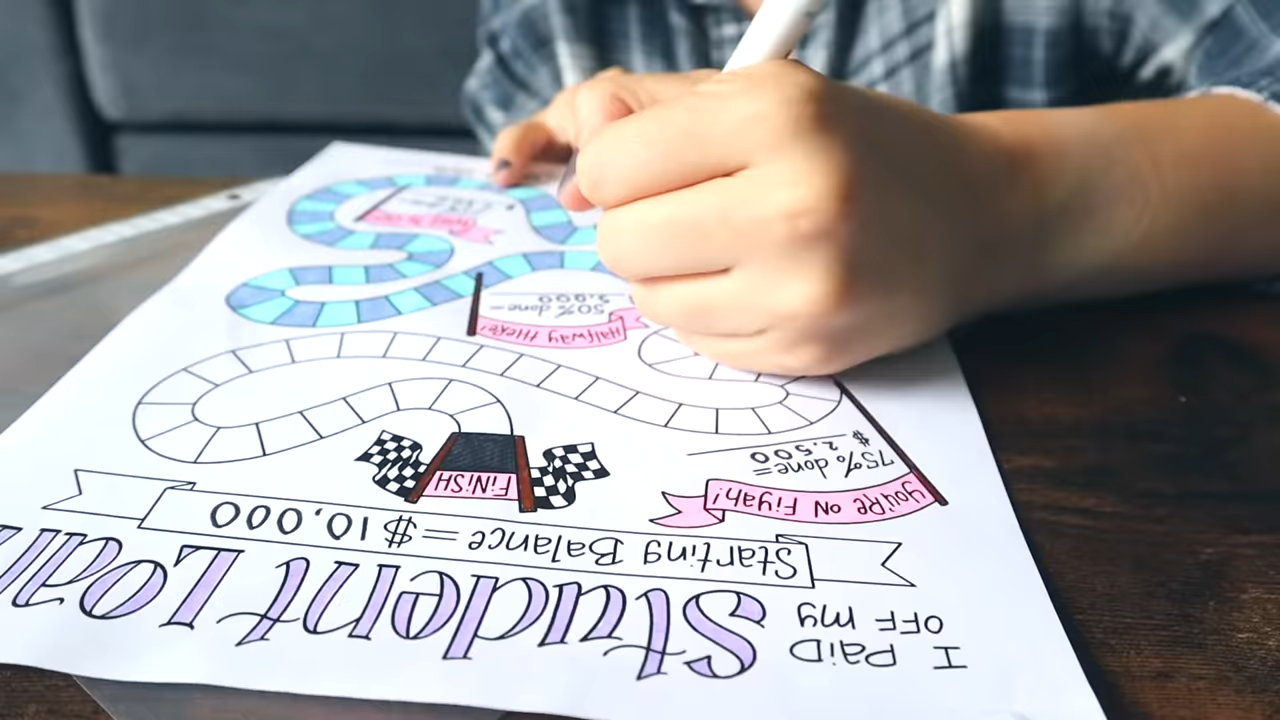 I PAID
OFF MY
Student Loan
Starting Balance = $10,000
FINISH
You're on Fiyah!
75% done =
$2,500
Halfway there!
50% done =
5,000